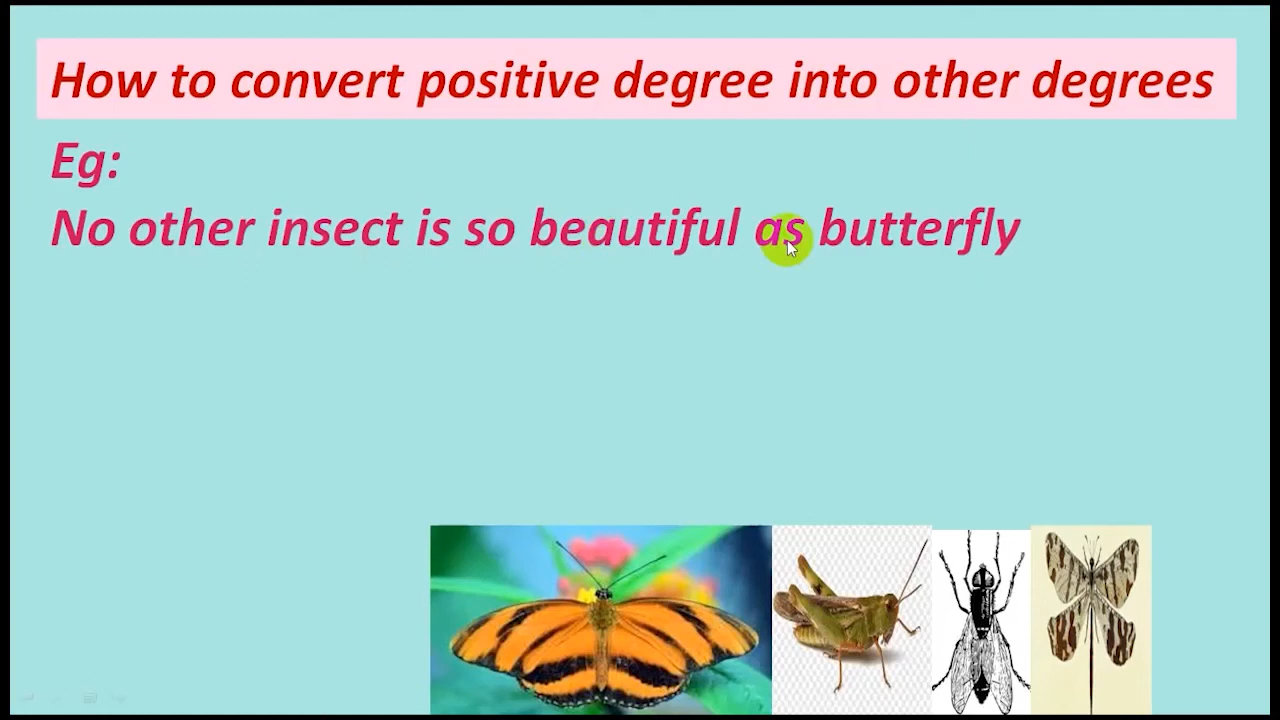 How to convert positive degree into other degrees
Eg:
No other insect is so beautiful as butterfly